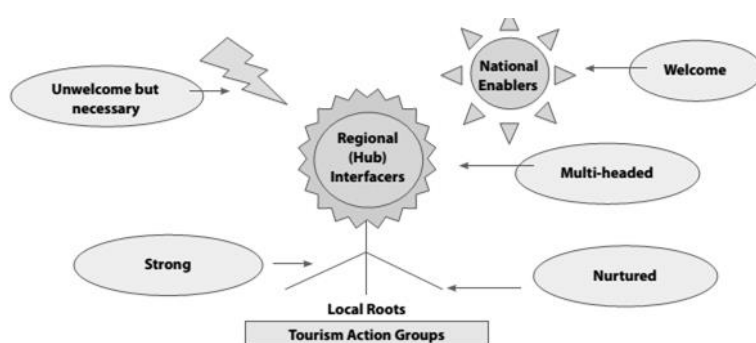 Unwelcome but
necessary
National
Enablers
Welcome
Regional
(Hub)
Interfacers
Multi-headed
Strong
Nurtured
Local Roots
Tourism Action Groups